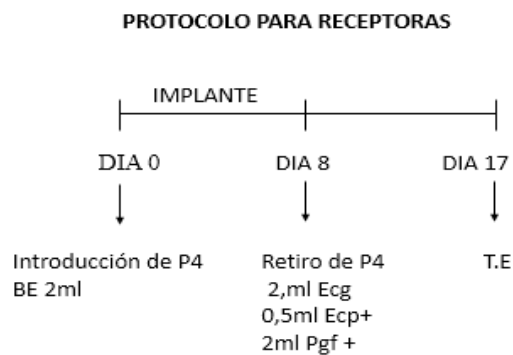 PROTOCOLO PARA RECEPTORAS
IMPLANTE
DIA 0
DIA 8
DIA 17
Introducción de P4
BE 2ml
Retiro de P4
2,ml Ecg
0,5ml Ecp+
2ml Pgf +
T.E